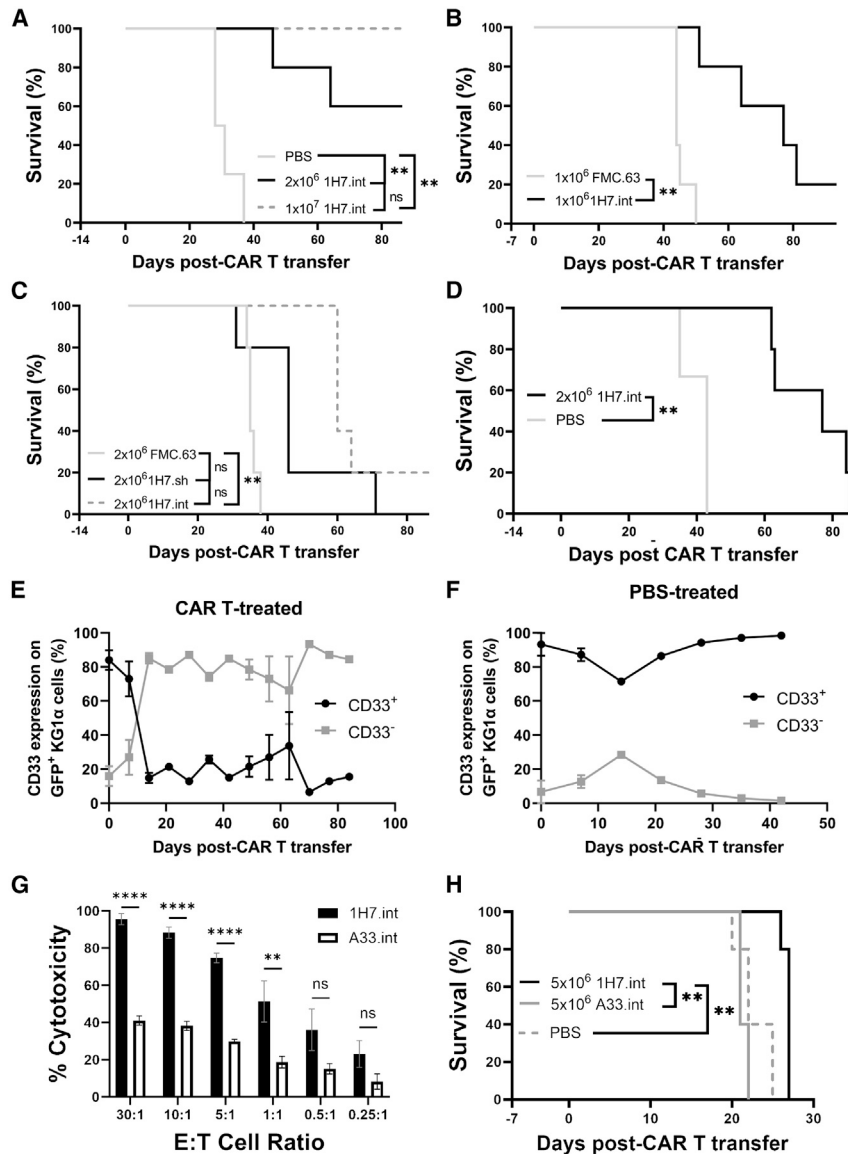 A
Survival (%)
100
80
60
40
20
0
-14 0 20 40 60 80
Days post-CAR T transfer
PBS
2x10⁶ 1H7.int
1x10⁷ 1H7.int
**
ns
**
B
Survival (%)
100
80
60
40
20
0
-7 0 20 40 60 80
Days post-CAR T transfer
1x10⁶ FMC.63
1x10⁶ 1H7.int
**
C
Survival (%)
100
80
60
40
20
0
-14 0 20 40 60 80
Days post-CAR T transfer
2x10⁶ FMC.63
2x10⁶ 1H7.sh
2x10⁶ 1H7.int
ns
ns
**
D
Survival (%)
100
80
60
40
20
0
-14 0 20 40 60 80
Days post CAR T transfer
2x10⁶ 1H7.int
PBS
**
E
CAR T-treated
CD33 expression on
GFP⁺ KG1α cells (%)
100
80
60
40
20
0
0 20 40 60 80 100
Days post-CAR T transfer
CD33⁺
CD33⁻
F
PBS-treated
CD33 expression on
GFP⁺ KG1α cells (%)
100
80
60
40
20
0
0 10 20 30 40 50
Days post-CAR T transfer
CD33⁺
CD33⁻
G
% Cytotoxicity
100
80
60
40
20
0
**** **** **** ** ns ns
1H7.int
A33.int
30:1 10:1 5:1 1:1 0.5:1 0.25:1
E:T Cell Ratio
H
Survival (%)
100
80
60
40
20
0
-7 0 10 20 30
Days post-CAR T transfer
5x10⁶ 1H7.int
5x10⁶ A33.int
PBS
**
**